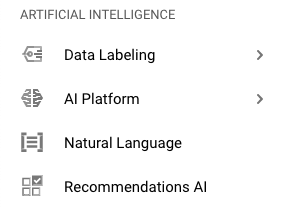 ARTIFICIAL INTELLIGENCE
Data Labeling
AI Platform
Natural Language
Recommendations AI